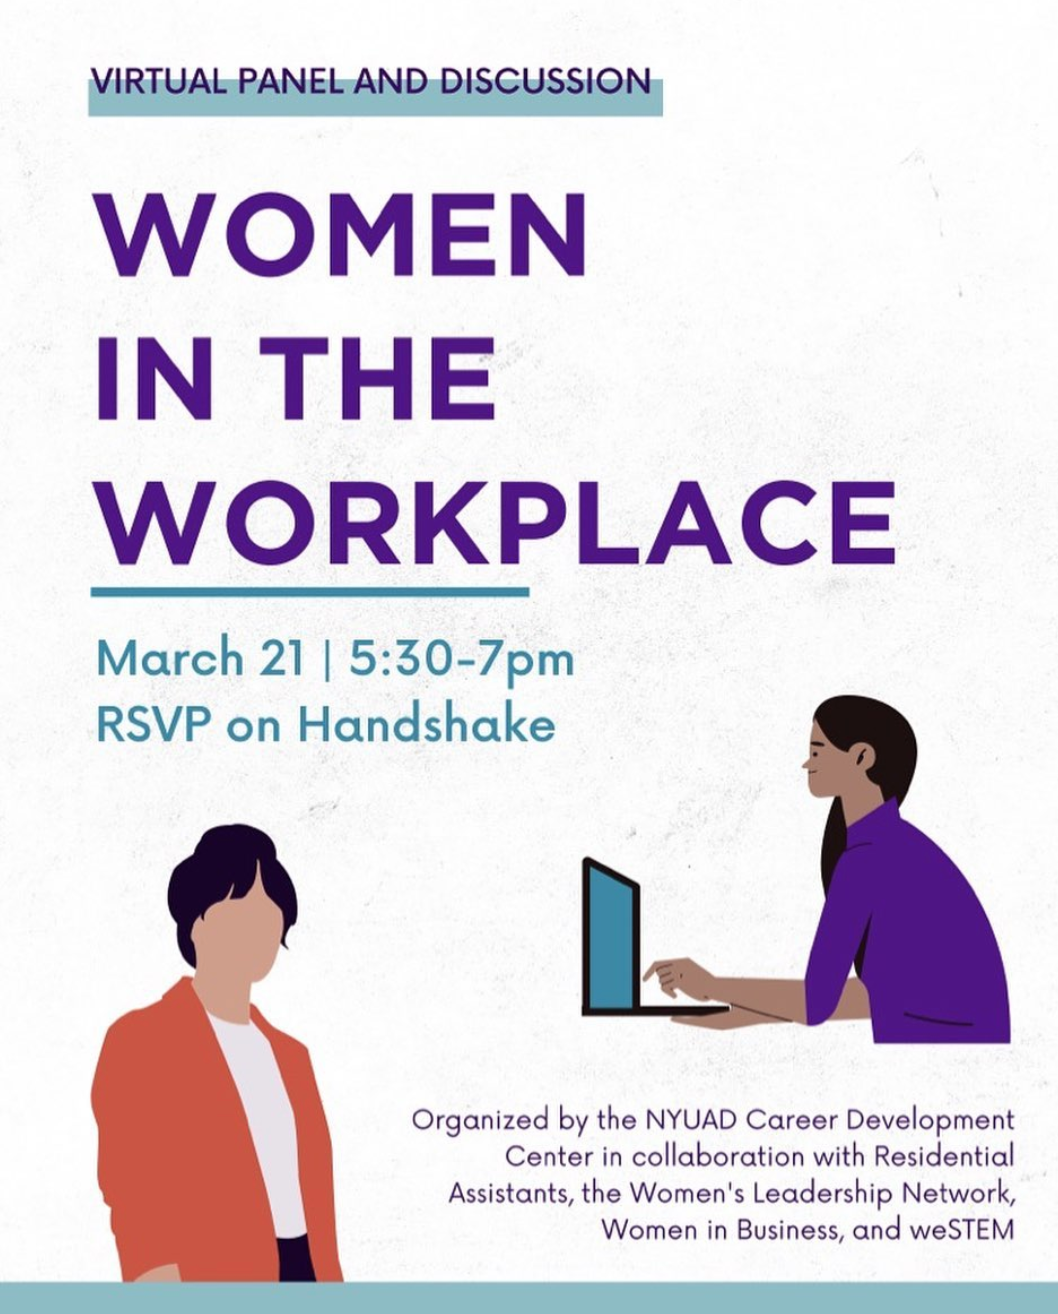 VIRTUAL PANEL AND DISCUSSION
WOMEN
IN THE
WORKPLACE
March 21 | 5:30-7pm
RSVP on Handshake
Organized by the NYUAD Career Development
Center in collaboration with Residential
Assistants, the Women's Leadership Network,
Women in Business, and weSTEM